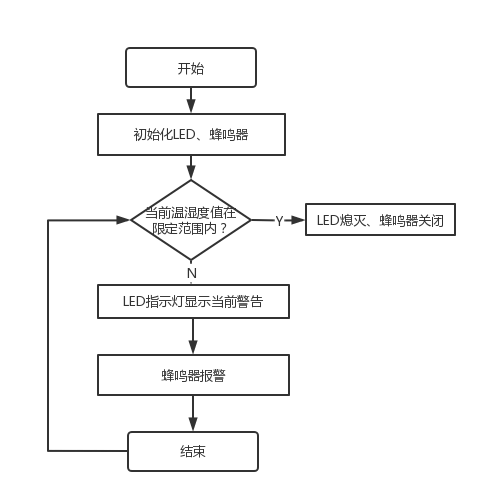 开始
初始化LED、蜂鸣器
当前温湿度值在
限定范围内？
Y
LED熄灭、蜂鸣器关闭
N
LED指示灯显示当前警告
蜂鸣器报警
结束